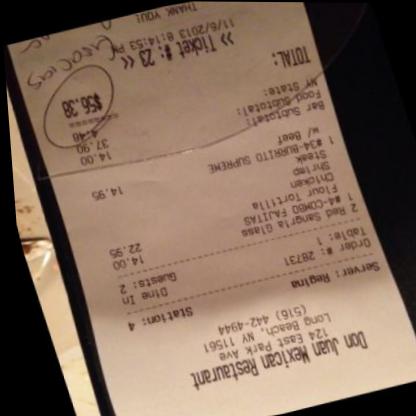 Don Juan Mexican Restaurant
124 East Park Ave
Long Beach, NY 11561
(516) 442-4944
Server: Regina Station: 4
Order #: 28731 Dine In
Table: 1 Guests: 2
2 Red Sangria Glass 14.00
1 #4-COMBO FAJITAS 22.95
Flour Tortilla
Chicken
Shrimp
Steak
1 #34-BURRITO SUPREME 14.95
w/ Beef
Bar Subtotal: 14.00
Food Subtotal: 37.90
NY State: 4.48
TOTAL: $56.38
>> Ticket #: 23 <<
11/6/2013 8:14:53 PM
THANK YOU!